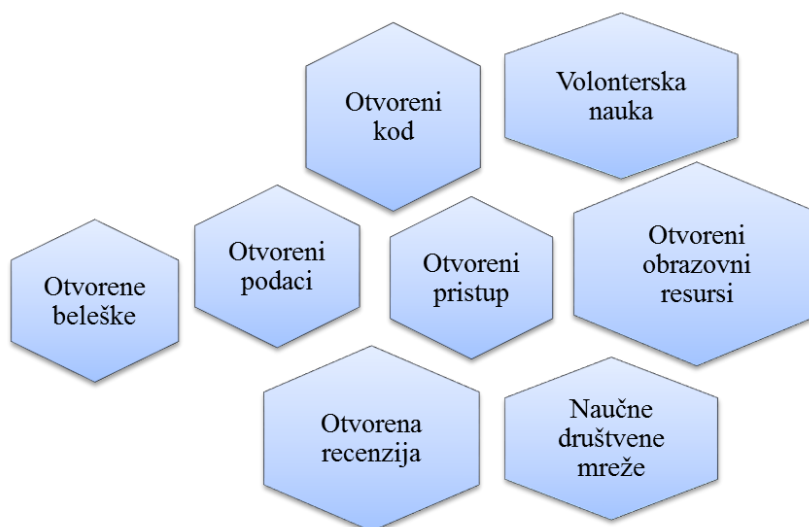 Otvoreni
kod
Volonterska
nauka
Otvorene
beleške
Otvoreni
podaci
Otvoreni
pristup
Otvoreni
obrazovni
resursi
Otvorena
recenzija
Naučne
društvene
mreže